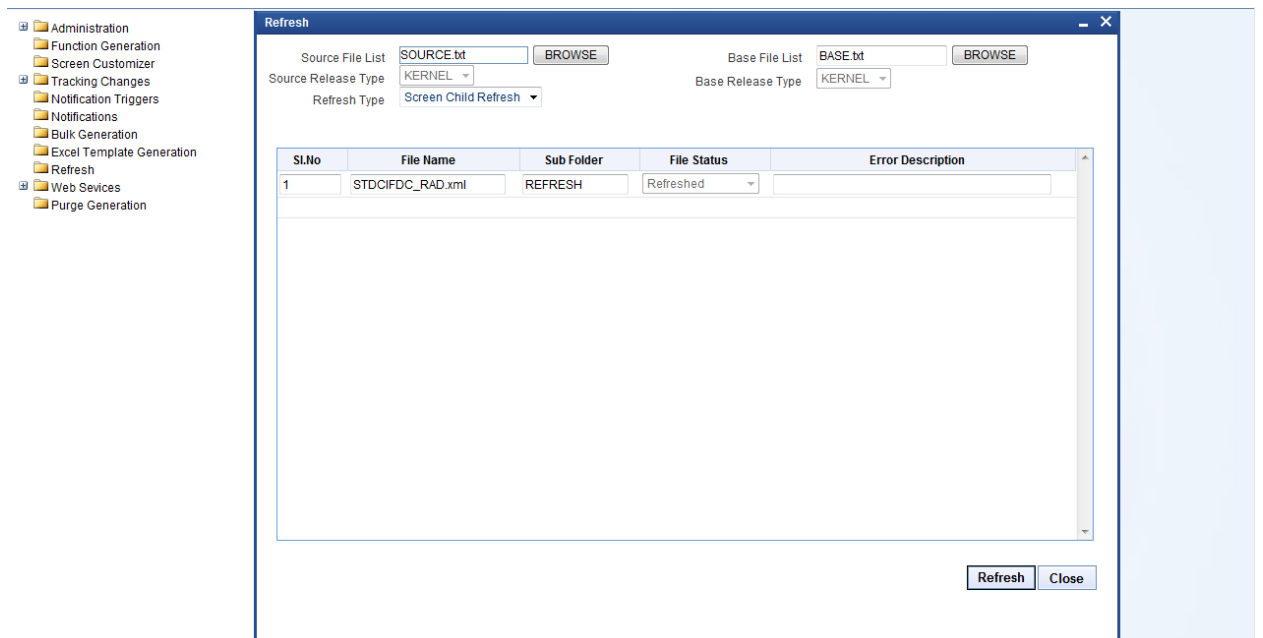 Administration
Function Generation
Screen Customizer
Tracking Changes
Notification Triggers
Notifications
Bulk Generation
Excel Template Generation
Refresh
Web Sevices
Purge Generation
Refresh
Source File List SOURCE.txt BROWSE Base File List BASE.txt BROWSE
Source Release Type KERNEL Base Release Type KERNEL
Refresh Type Screen Child Refresh
Sl.No File Name Sub Folder File Status Error Description
1 STDCIFDC_RAD.xml REFRESH Refreshed
Refresh Close